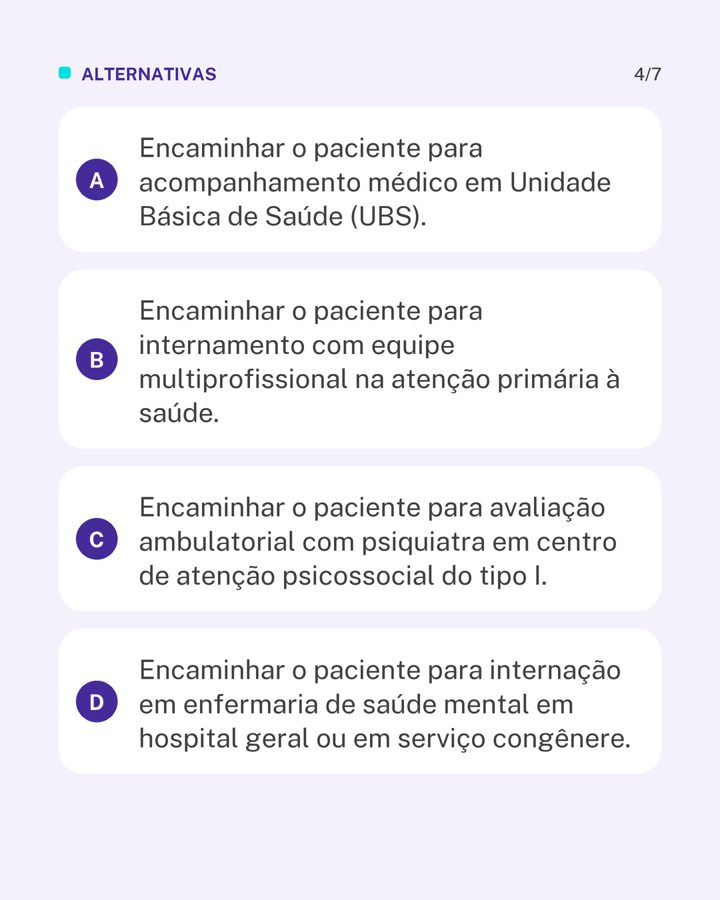 ALTERNATIVAS
4/7
A
Encaminhar o paciente para
acompanhamento médico em Unidade
Básica de Saúde (UBS).
B
Encaminhar o paciente para
internamento com equipe
multiprofissional na atenção primária à
saúde.
C
Encaminhar o paciente para avaliação
ambulatorial com psiquiatra em centro
de atenção psicossocial do tipo I.
D
Encaminhar o paciente para internação
em enfermaria de saúde mental em
hospital geral ou em serviço congênere.